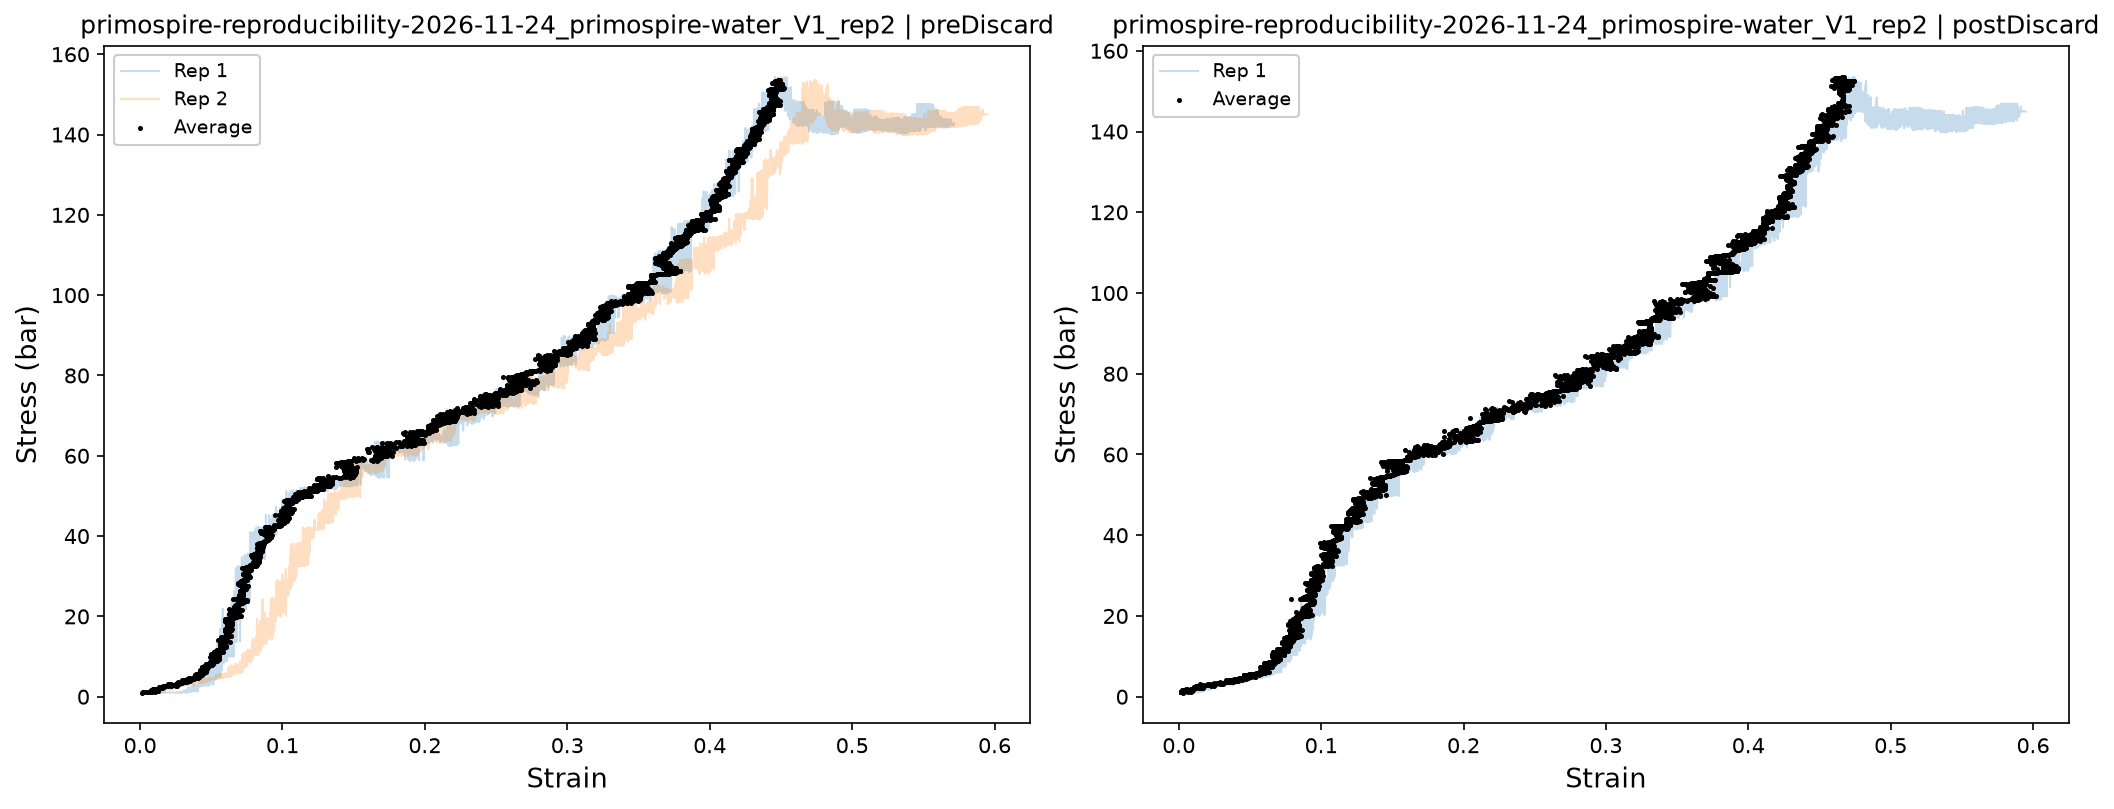 primospire-reproducibility-2026-11-24_primospire-water_V1_rep2 | preDiscard
Rep 1
Rep 2
Average
160
140
120
100
80
60
40
20
0
Stress (bar)
0.0 0.1 0.2 0.3 0.4 0.5 0.6
Strain
primospire-reproducibility-2026-11-24_primospire-water_V1_rep2 | postDiscard
Rep 1
Average
160
140
120
100
80
60
40
20
0
Stress (bar)
0.0 0.1 0.2 0.3 0.4 0.5 0.6
Strain